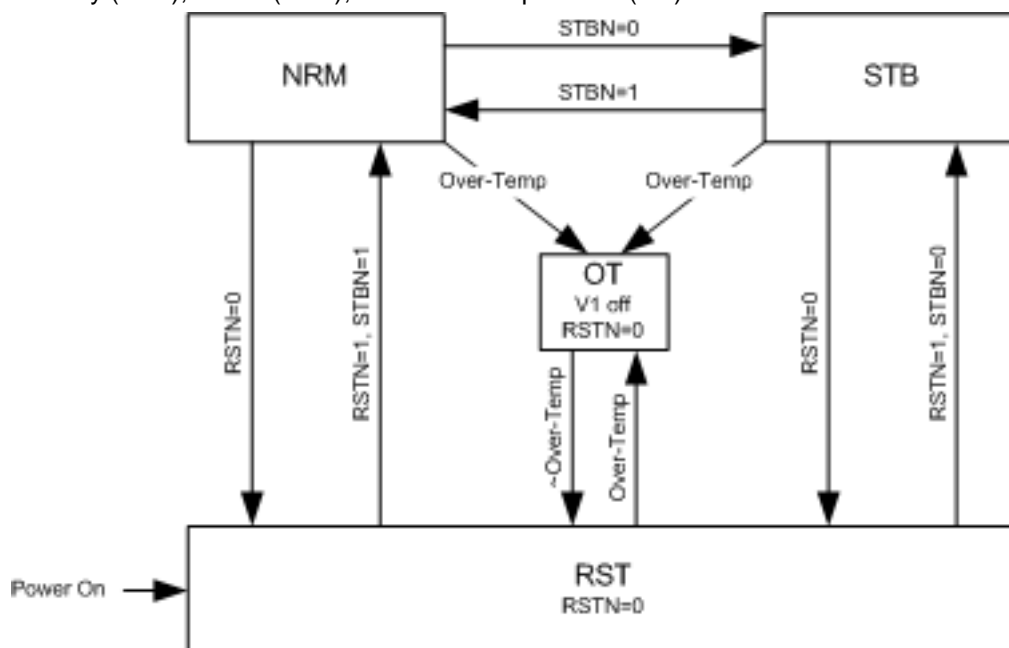 STBN=0
NRM
STB
STBN=1
Over-Temp
Over-Temp
OT
V1 off
RSTN=0
RSTN=0
RSTN=1, STBN=1
~Over-Temp
Over-Temp
RSTN=0
RSTN=1, STBN=0
RST
Power On
RSTN=0